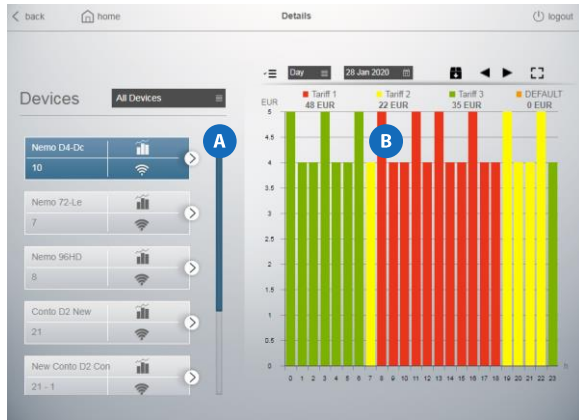 back home Details logout
Day 28 Jan 2020
Devices All Devices
A
Nemo D4-Dc
10
Nemo 72-Le
7
Nemo 96HD
8
Conto D2 New
21
New Conto D2 Con
21 - 1
EUR
Tariff 1 Tariff 2 Tariff 3 DEFAULT
48 EUR 22 EUR 35 EUR 0 EUR
B
5
4.5
4
3.5
3
2.5
2
1.5
1
0.5
0
h
0 1 2 3 4 5 6 7 8 9 10 11 12 13 14 15 16 17 18 19 20 21 22 23